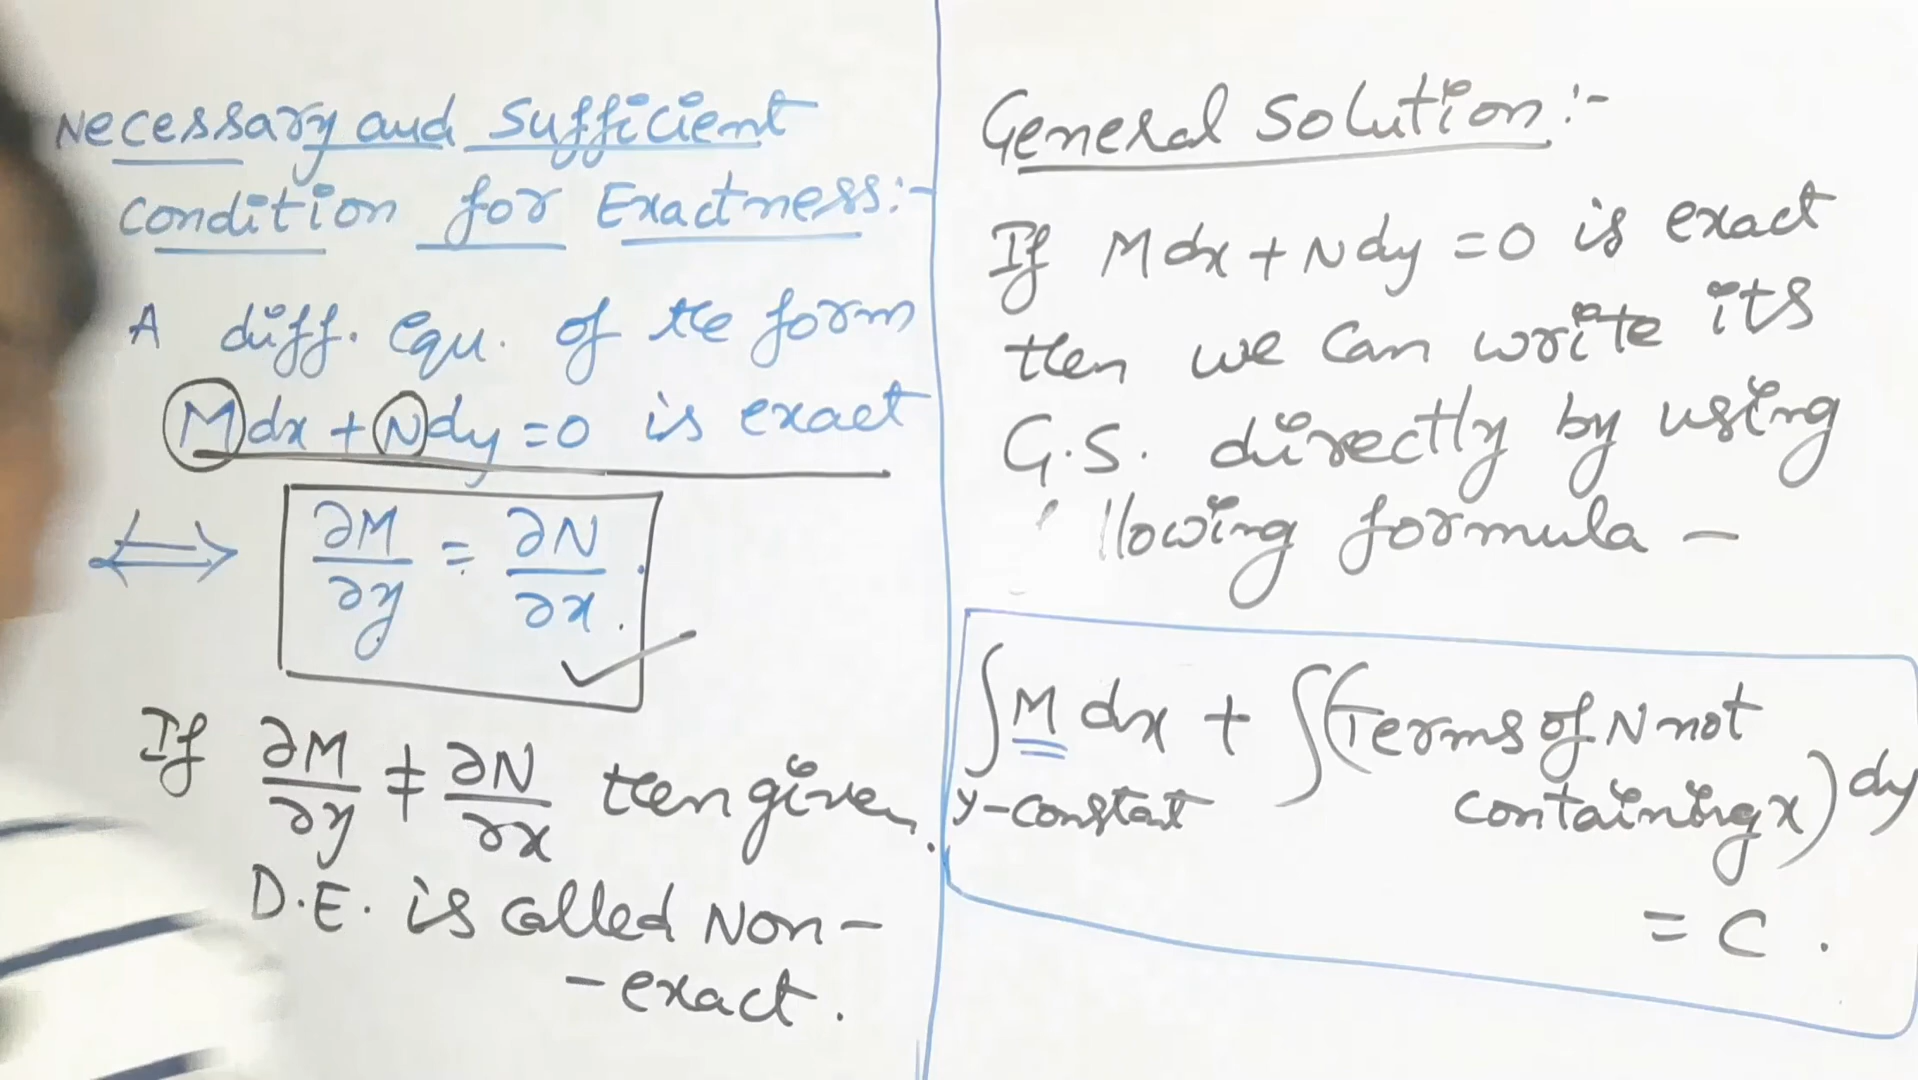 Necessary and Sufficient
condition for Exactness:-
A diff. equ. of the form
Mdx + Ndy = 0 is exact
⟺ ∂M/∂y = ∂N/∂x.
If ∂M/∂y ≠ ∂N/∂x then given
D.E. is called Non-
-exact.
General Solution:-
If Mdx + Ndy = 0 is exact
then we can write its
G.S. directly by using
llowing formula -
∫M dx + ∫(Terms of N not
y-constat containing x) dy
= C.